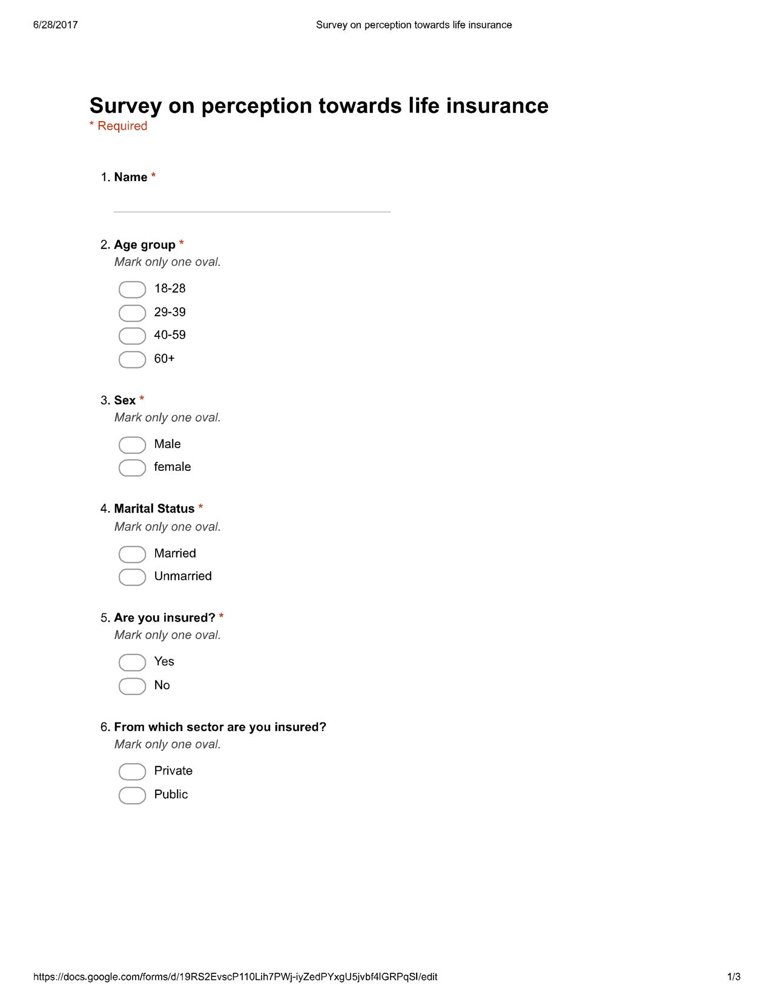 6/28/2017 Survey on perception towards life insurance
Survey on perception towards life insurance
* Required
1. Name *
2. Age group *
Mark only one oval.
18-28
29-39
40-59
60+
3. Sex *
Mark only one oval.
Male
female
4. Marital Status *
Mark only one oval.
Married
Unmarried
5. Are you insured? *
Mark only one oval.
Yes
No
6. From which sector are you insured?
Mark only one oval.
Private
Public
https://docs.google.com/forms/d/19RS2EvscP110Lih7PWj-iyZedPYxgU5jvbf4lGRPqSI/edit 1/3